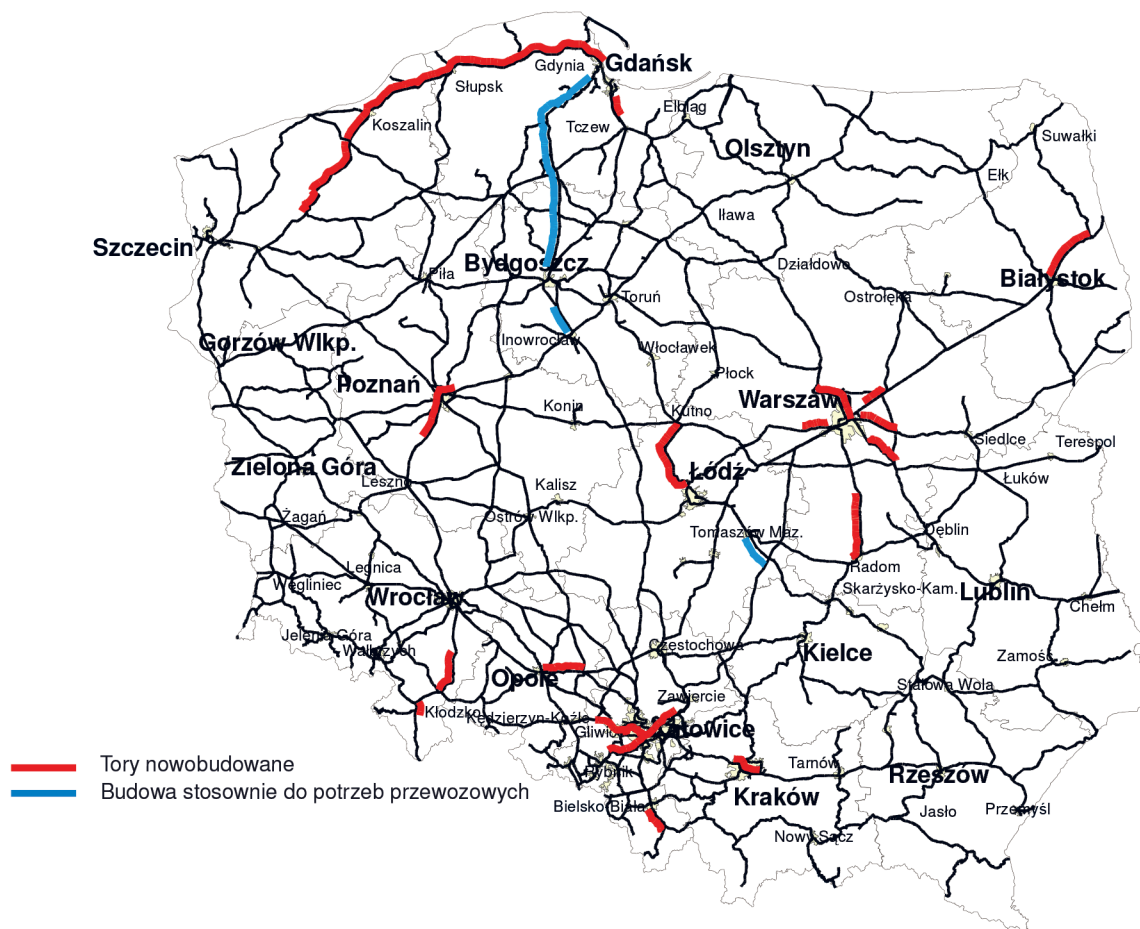 Gdańsk
Gdynia
Słupsk
Elbląg
Koszalin
Tczew
Suwałki
Olsztyn
Ełk
Iława
Szczecin
Bydgoszcz
Działdowo
Piła
Białystok
Toruń
Ostrołęka
Inowrocław
Gorzów Wlkp.
Włocławek
Płock
Poznań
Warszaw
Konin
Kutno
Siedlce
Terespol
Zielona Góra
Łódź
Leszno
Kalisz
Łuków
Żagań
Ostrów Wlkp.
Tomaszów Maz.
Dęblin
Legnica
Radom
Węgliniec
Skarżysko-Kam.
Wrocław
Lublin
Chełm
Jelenia Góra
Wałbrzych
Częstochowa
Kielce
Zamość
Opole
Stalowa Wola
Zawiercie
Kłodzko
Kędzierzyn-Koźle
Gliwice
Katowice
Tory nowobudowane
Rybnik
Tarnów
Rzeszów
Budowa stosownie do potrzeb przewozowych
Kraków
Bielsko-Biała
Jasło
Przemyśl
Nowy Sącz